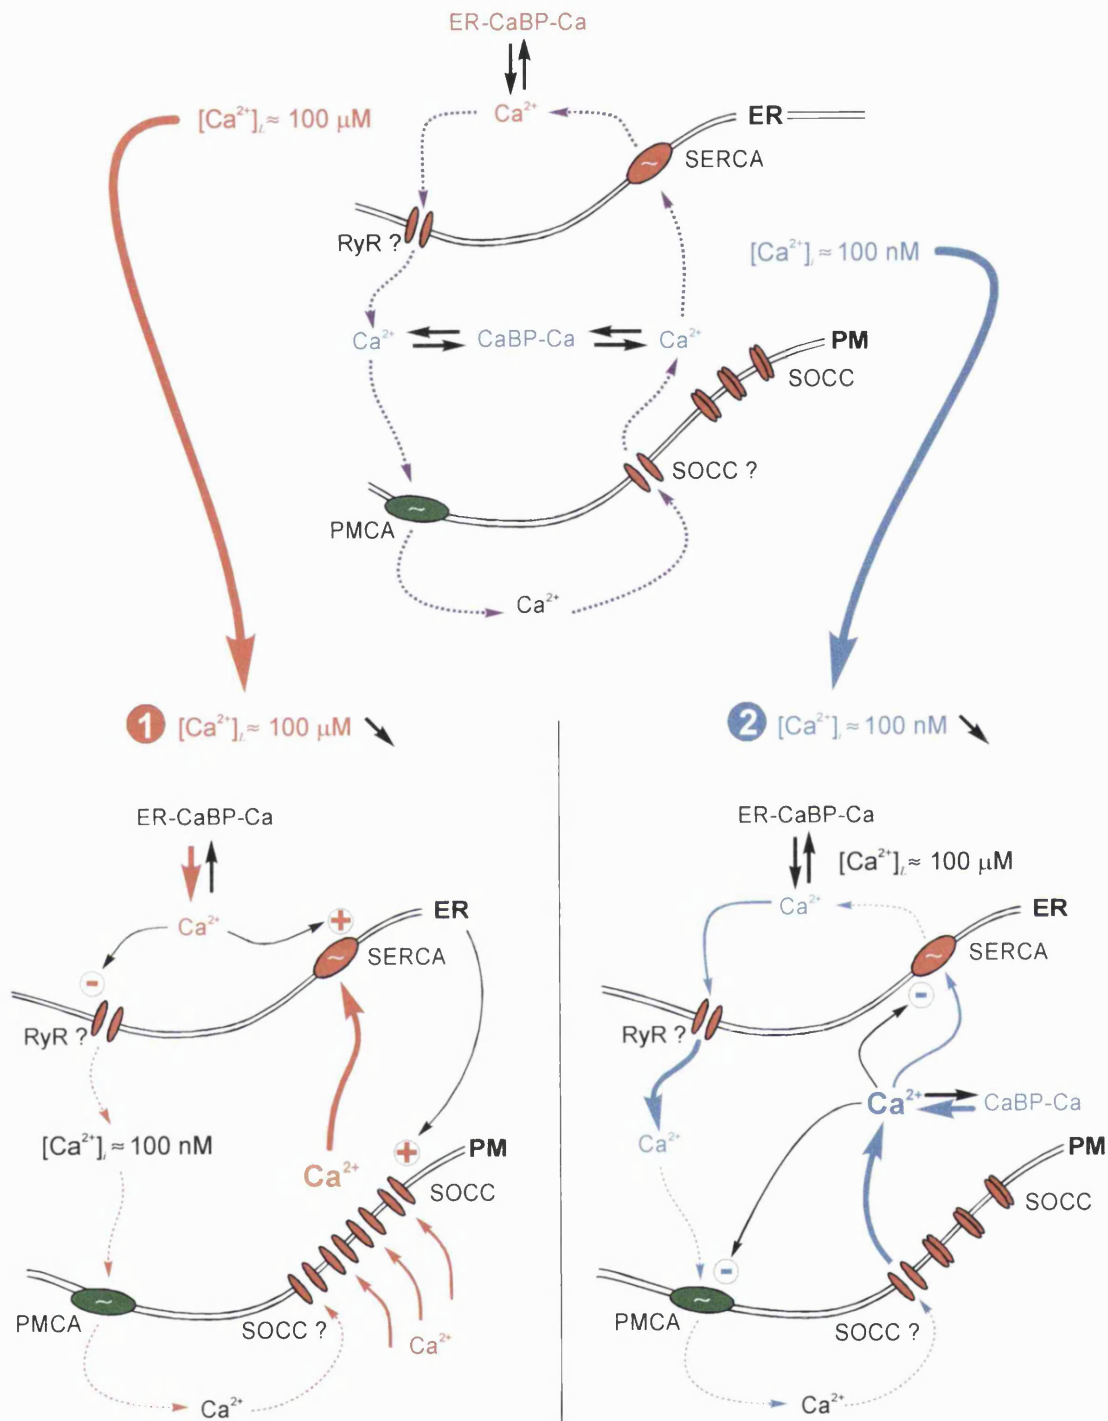 ER-CaBP-Ca
[Ca²⁺]L ≈ 100 μM
Ca²⁺
ER
~
SERCA
RyR ?
[Ca²⁺]i ≈ 100 nM
Ca²⁺
CaBP-Ca
Ca²⁺
PM
SOCC
SOCC ?
~
PMCA
Ca²⁺
1 [Ca²⁺]L ≈ 100 μM
2 [Ca²⁺]i ≈ 100 nM
ER-CaBP-Ca
Ca²⁺
+
ER
~
SERCA
-
RyR ?
[Ca²⁺]i ≈ 100 nM
Ca²⁺
+
PM
SOCC
~
PMCA
SOCC ?
Ca²⁺
Ca²⁺
ER-CaBP-Ca
[Ca²⁺]L ≈ 100 μM
Ca²⁺
ER
~
SERCA
-
RyR ?
Ca²⁺
CaBP-Ca
Ca²⁺
PM
SOCC
-
~
PMCA
SOCC ?
Ca²⁺